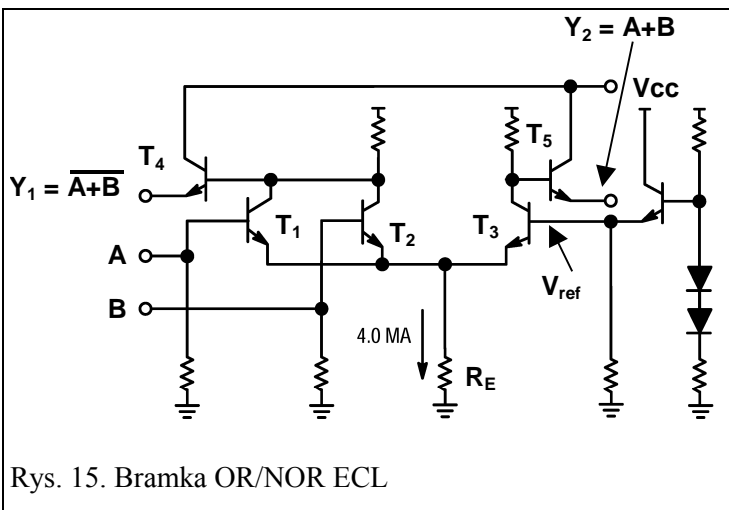 Y₂ = A+B
Vcc
T₅
T₄
Y₁ = A+B
T₁
T₂
T₃
A
V_ref
B
4.0 MA
R_E
Rys. 15. Bramka OR/NOR ECL